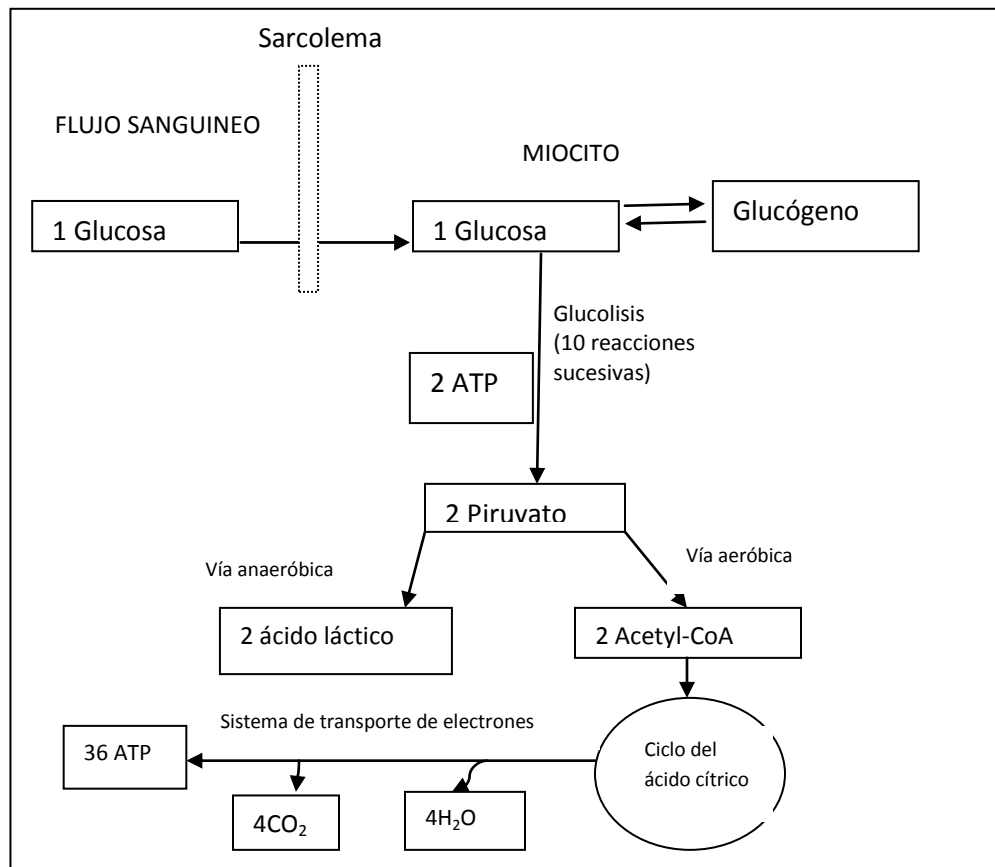 Sarcolema
FLUJO SANGUINEO
MIOCITO
1 Glucosa
1 Glucosa
Glucógeno
Glucolisis
(10 reacciones
sucesivas)
2 ATP
2 Piruvato
Vía anaeróbica
Vía aeróbica
2 ácido láctico
2 Acetyl-CoA
Sistema de transporte de electrones
36 ATP
Ciclo del
ácido cítrico
4CO₂
4H₂O